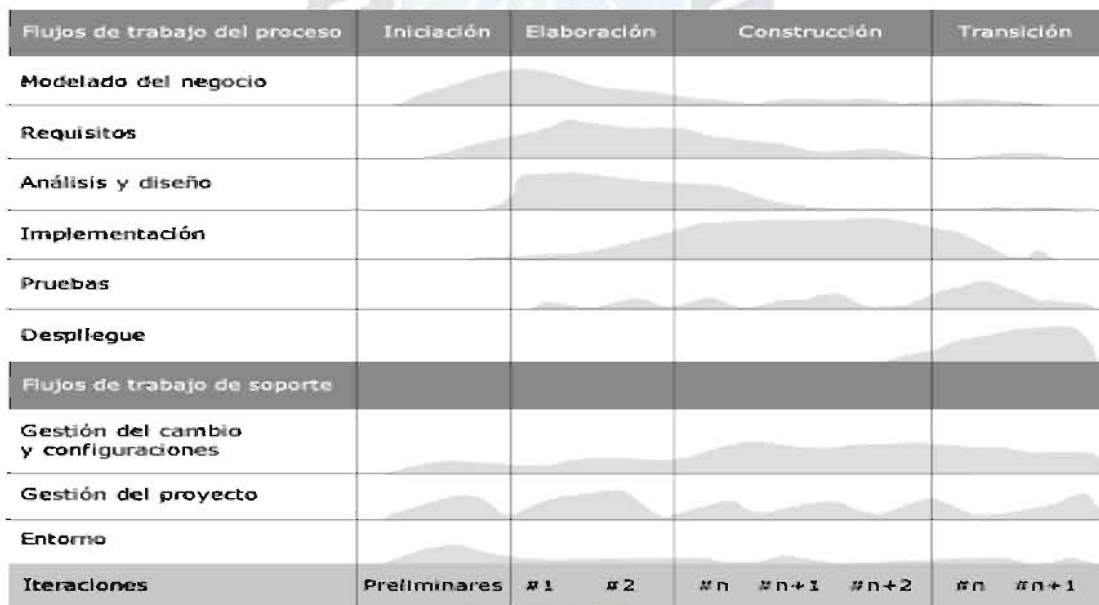 Flujos de trabajo del proceso Iniciación Elaboración Construcción Transición
Modelado del negocio
Requisitos
Análisis y diseño
Implementación
Pruebas
Despliegue
Flujos de trabajo de soporte
Gestión del cambio
y configuraciones
Gestión del proyecto
Entorno
Iteraciones Preliminares #1 #2 #n #n+1 #n+2 #n #n+1